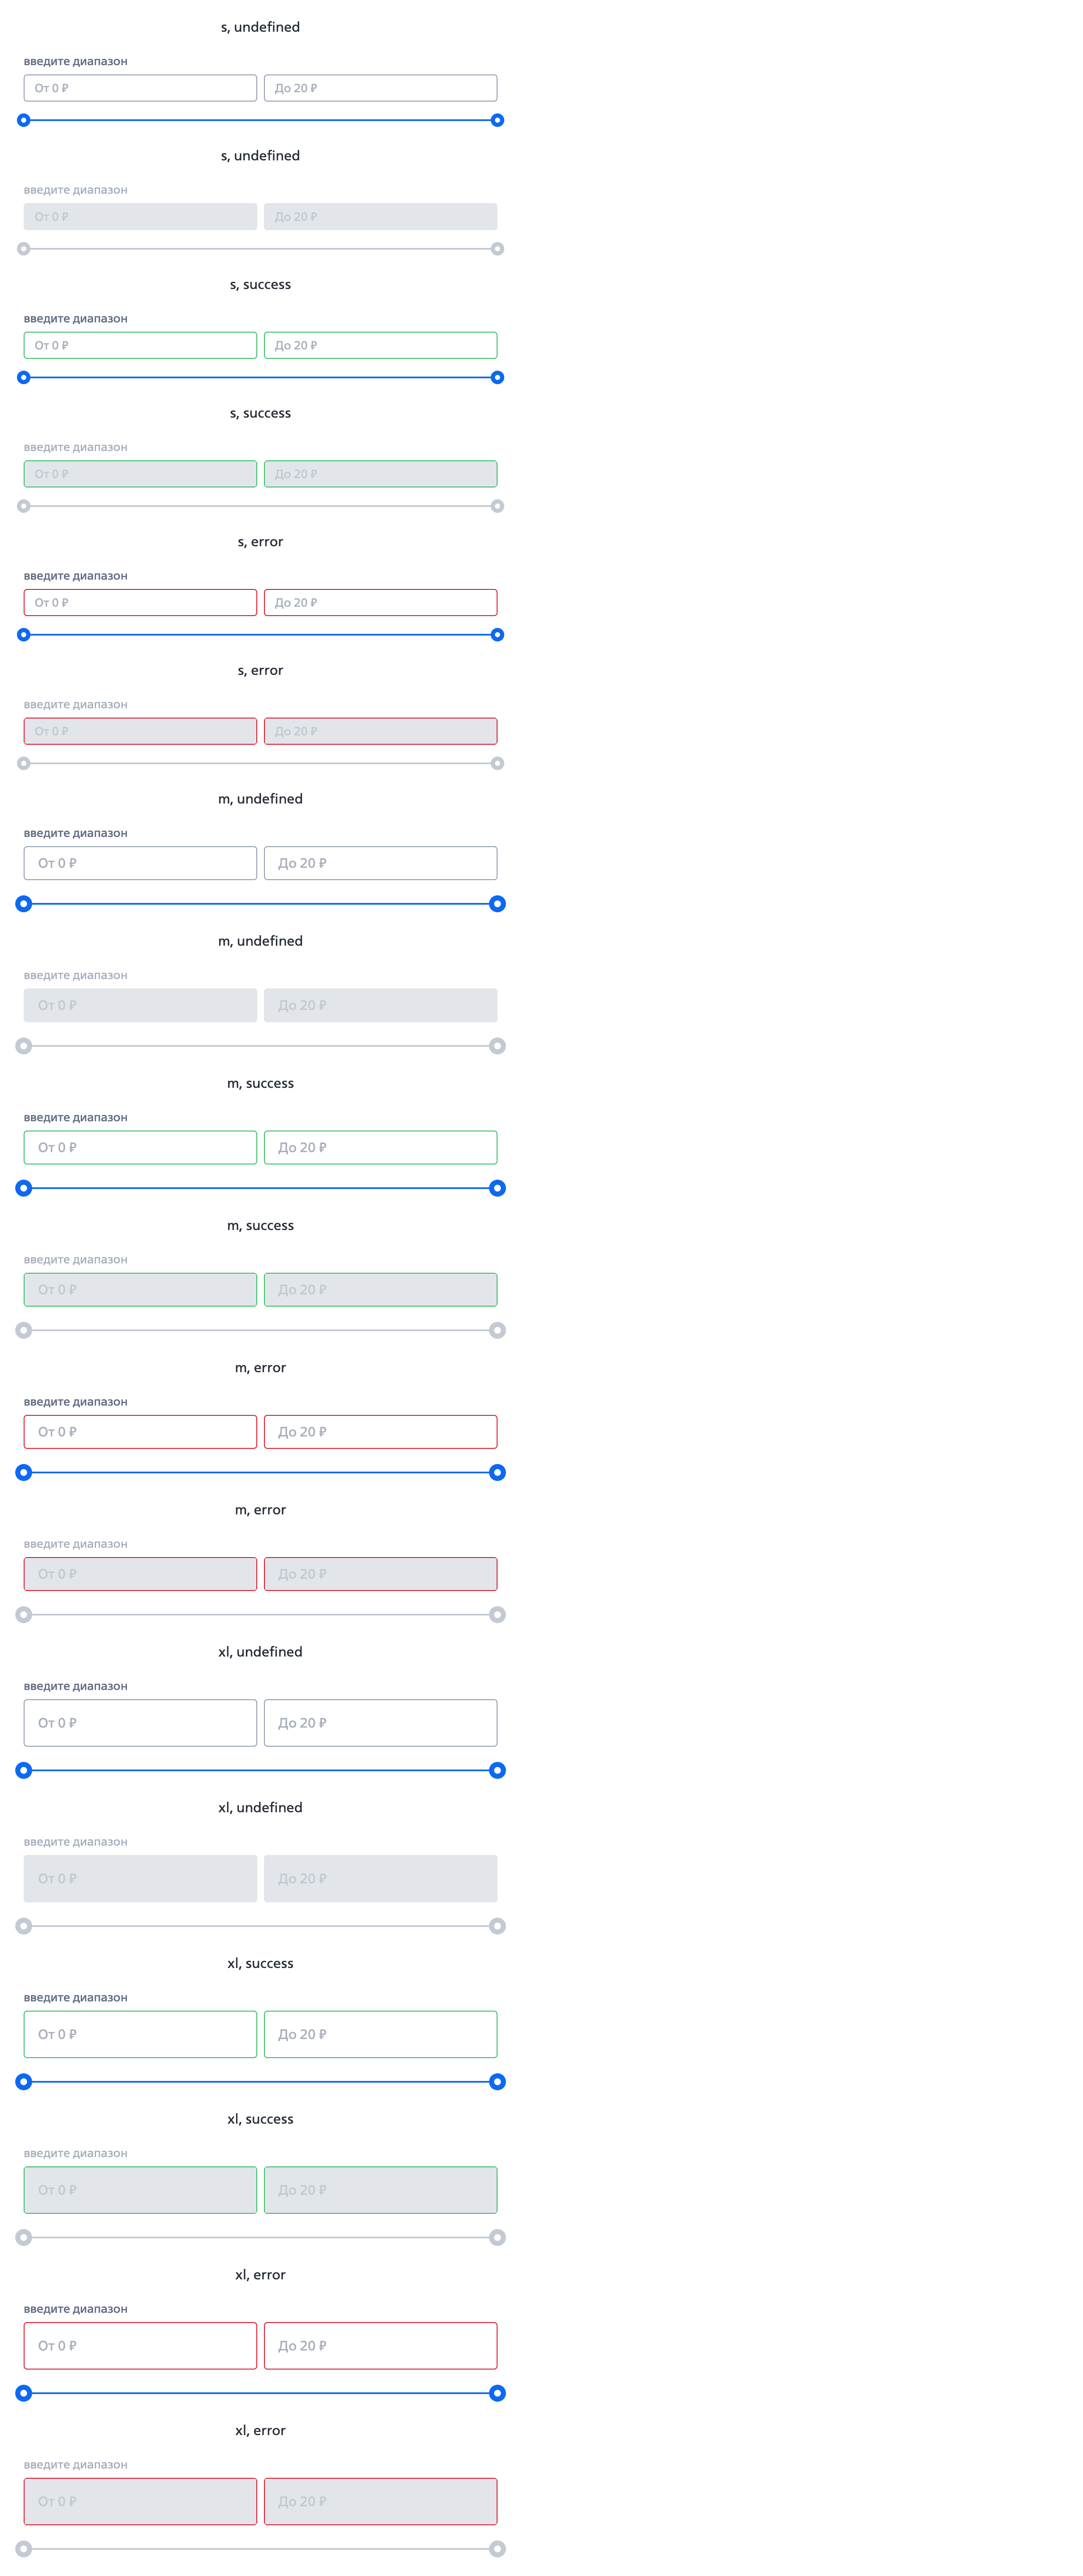 s, undefined
введите диапазон
От 0 ₽ До 20 ₽
s, undefined
введите диапазон
От 0 ₽ До 20 ₽
s, success
введите диапазон
От 0 ₽ До 20 ₽
s, success
введите диапазон
От 0 ₽ До 20 ₽
s, error
введите диапазон
От 0 ₽ До 20 ₽
s, error
введите диапазон
От 0 ₽ До 20 ₽
m, undefined
введите диапазон
От 0 ₽ До 20 ₽
m, undefined
введите диапазон
От 0 ₽ До 20 ₽
m, success
введите диапазон
От 0 ₽ До 20 ₽
m, success
введите диапазон
От 0 ₽ До 20 ₽
m, error
введите диапазон
От 0 ₽ До 20 ₽
m, error
введите диапазон
От 0 ₽ До 20 ₽
xl, undefined
введите диапазон
От 0 ₽ До 20 ₽
xl, undefined
введите диапазон
От 0 ₽ До 20 ₽
xl, success
введите диапазон
От 0 ₽ До 20 ₽
xl, success
введите диапазон
От 0 ₽ До 20 ₽
xl, error
введите диапазон
От 0 ₽ До 20 ₽
xl, error
введите диапазон
От 0 ₽ До 20 ₽